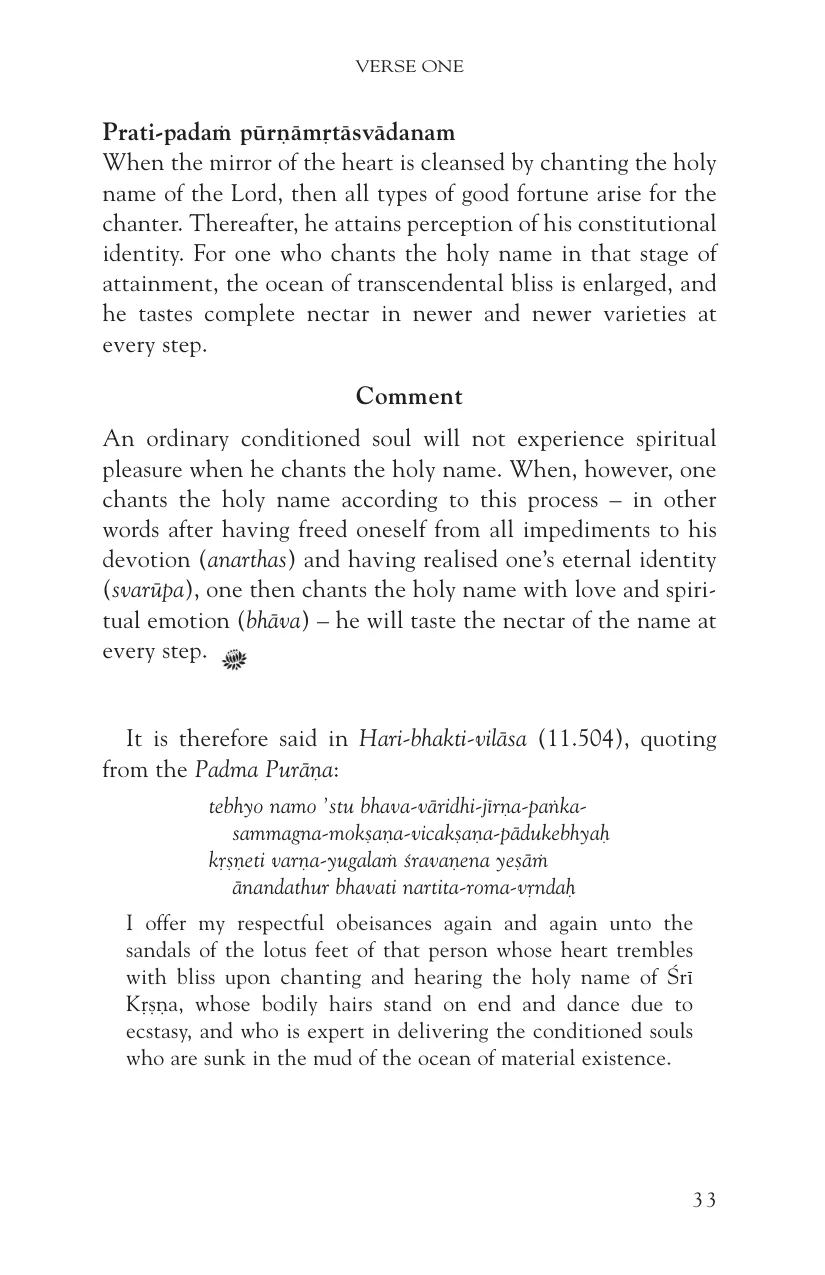 VERSE ONE
Prati-padaṁ pūrṇāmṛtāsvādanam
When the mirror of the heart is cleansed by chanting the holy
name of the Lord, then all types of good fortune arise for the
chanter. Thereafter, he attains perception of his constitutional
identity. For one who chants the holy name in that stage of
attainment, the ocean of transcendental bliss is enlarged, and
he tastes complete nectar in newer and newer varieties at
every step.
Comment
An ordinary conditioned soul will not experience spiritual
pleasure when he chants the holy name. When, however, one
chants the holy name according to this process – in other
words after having freed oneself from all impediments to his
devotion (anarthas) and having realised one’s eternal identity
(svarūpa), one then chants the holy name with love and spiri-
tual emotion (bhāva) – he will taste the nectar of the name at
every step.
It is therefore said in Hari-bhakti-vilāsa (11.504), quoting
from the Padma Purāṇa:
tebhyo namo ’stu bhava-vāridhi-jīrṇa-paṅka-
sammagna-mokṣaṇa-vicakṣaṇa-pādukebhyaḥ
kṛṣṇeti varṇa-yugalaṁ śravaṇena yeṣāṁ
ānandathur bhavati nartita-roma-vṛndaḥ
I offer my respectful obeisances again and again unto the
sandals of the lotus feet of that person whose heart trembles
with bliss upon chanting and hearing the holy name of Śrī
Kṛṣṇa, whose bodily hairs stand on end and dance due to
ecstasy, and who is expert in delivering the conditioned souls
who are sunk in the mud of the ocean of material existence.
33